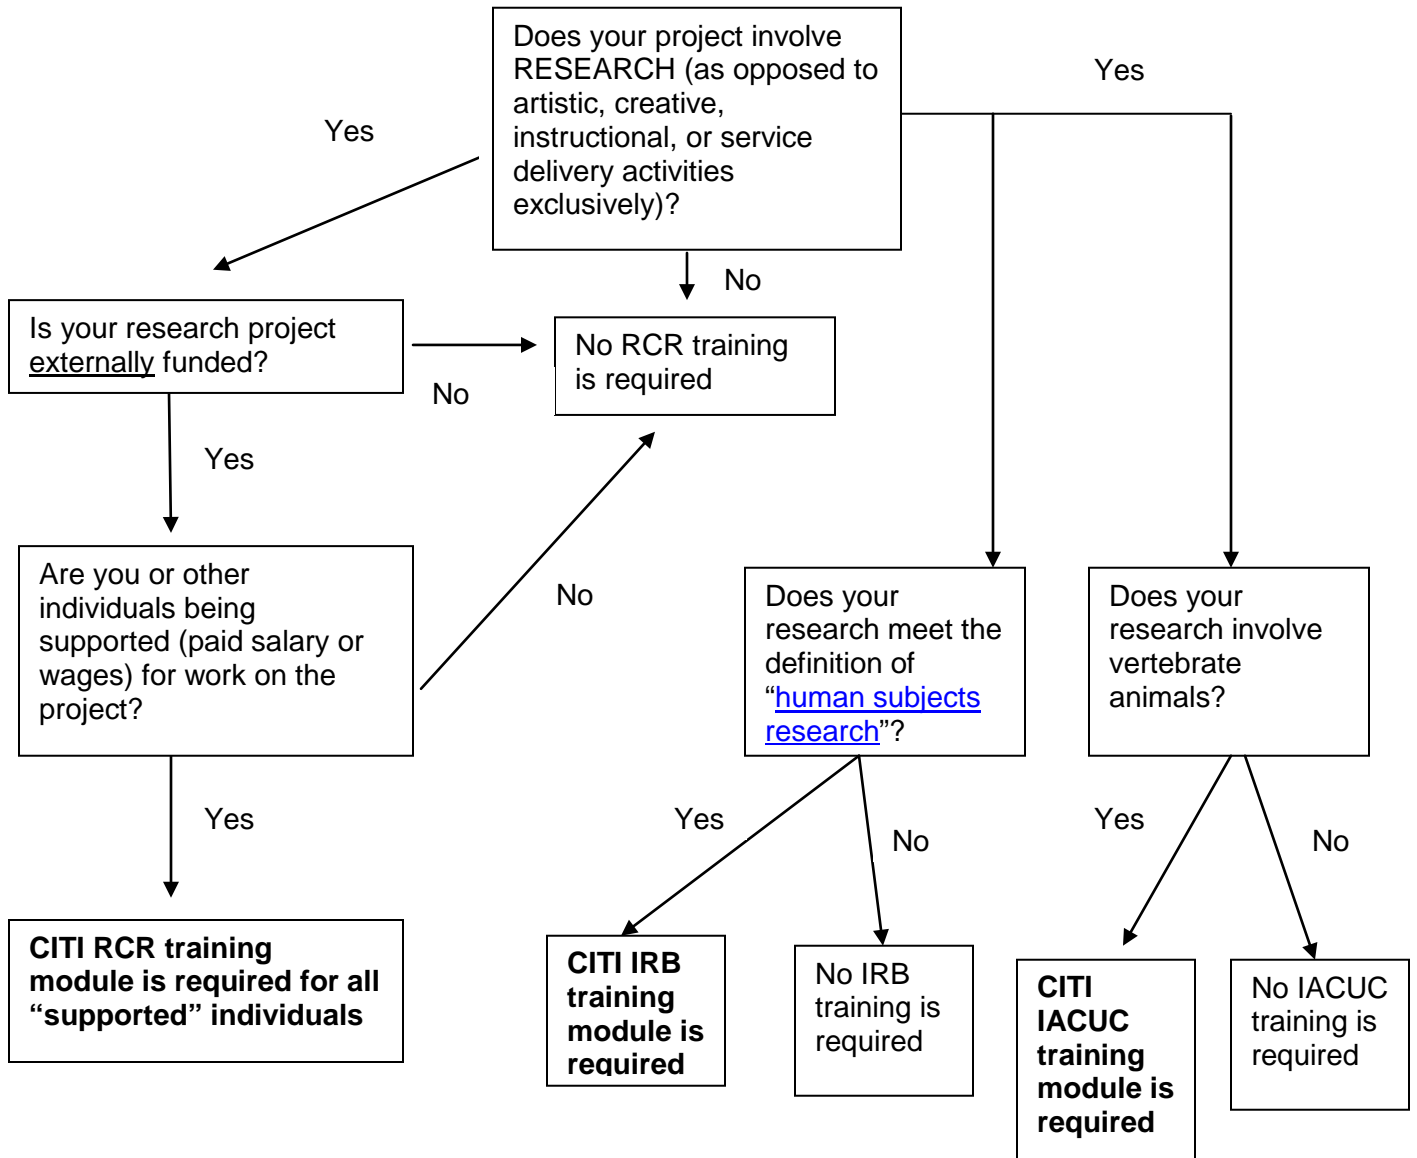 Does your project involve
RESEARCH (as opposed to
artistic, creative,
instructional, or service
delivery activities
exclusively)?
Yes
Yes
No
Is your research project
externally funded?
No
No RCR training
is required
Yes
Are you or other
individuals being
supported (paid salary or
wages) for work on the
project?
No
Does your
research meet the
definition of
“human subjects
research”?
Does your
research involve
vertebrate
animals?
Yes
Yes
No
Yes
No
CITI RCR training
module is required for all
“supported” individuals
CITI IRB
training
module is
required
No IRB
training is
required
CITI
IACUC
training
module is
required
No IACUC
training is
required